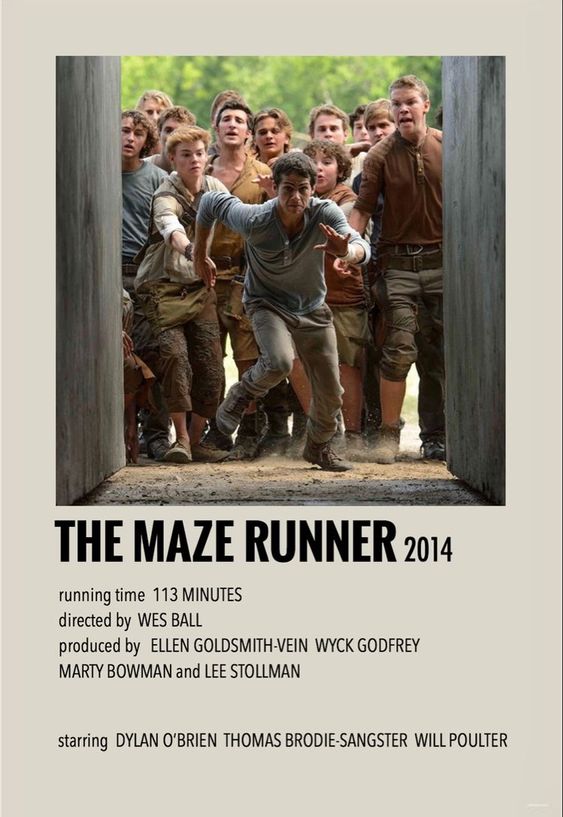 THE MAZE RUNNER 2014
running time 113 MINUTES
directed by WES BALL
produced by ELLEN GOLDSMITH-VEIN WYCK GODFREY
MARTY BOWMAN and LEE STOLLMAN
starring DYLAN O'BRIEN THOMAS BRODIE-SANGSTER WILL POULTER